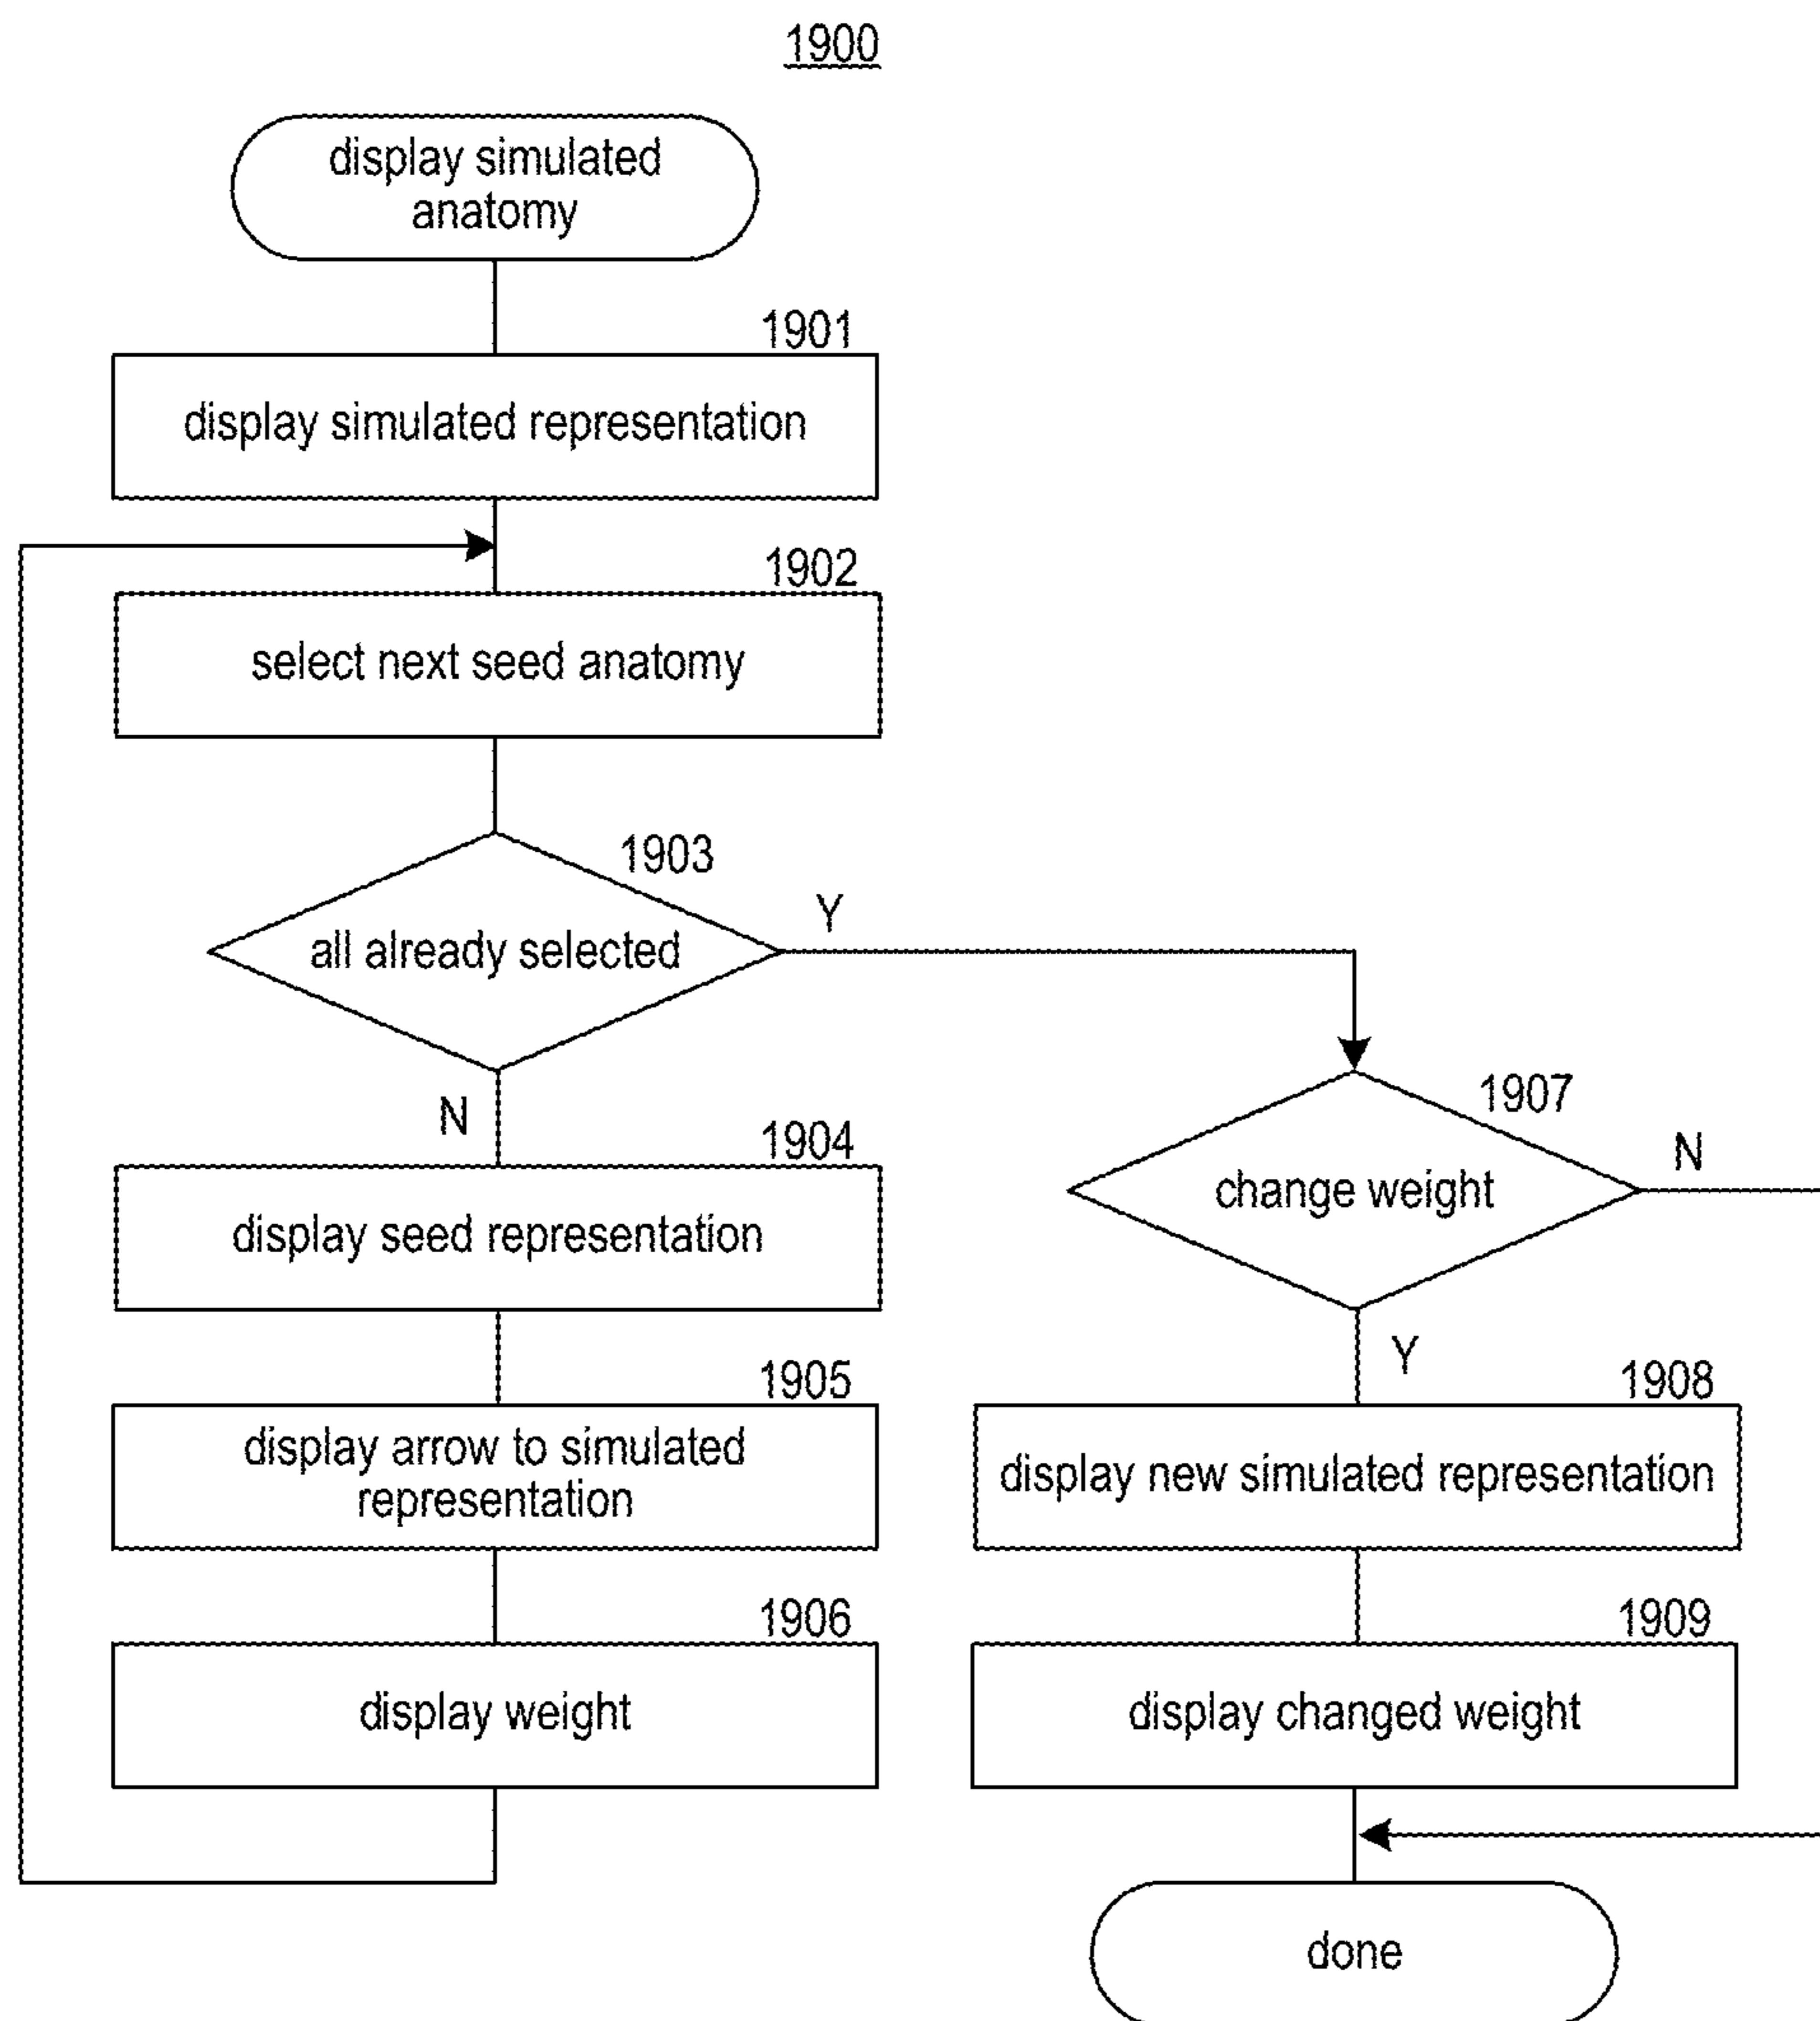 1900
display simulated
anatomy
1901
display simulated representation
1902
select next seed anatomy
1903
all already selected
Y
N
1904
display seed representation
1905
display arrow to simulated
representation
1906
display weight
1907
change weight
N
Y
1908
display new simulated representation
1909
display changed weight
done